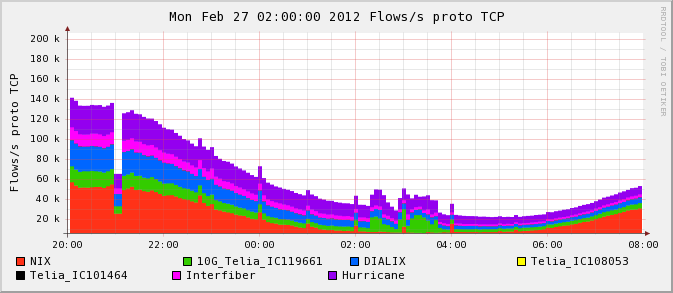 Mon Feb 27 02:00:00 2012 Flows/s proto TCP
RRDTOOL / TOBI OETIKER
Flows/s proto TCP
200 k
180 k
160 k
140 k
120 k
100 k
80 k
60 k
40 k
20 k
20:00 22:00 00:00 02:00 04:00 06:00 08:00
NIX 10G_Telia_IC119661 DIALIX Telia_IC108053
Telia_IC101464 Interfiber Hurricane